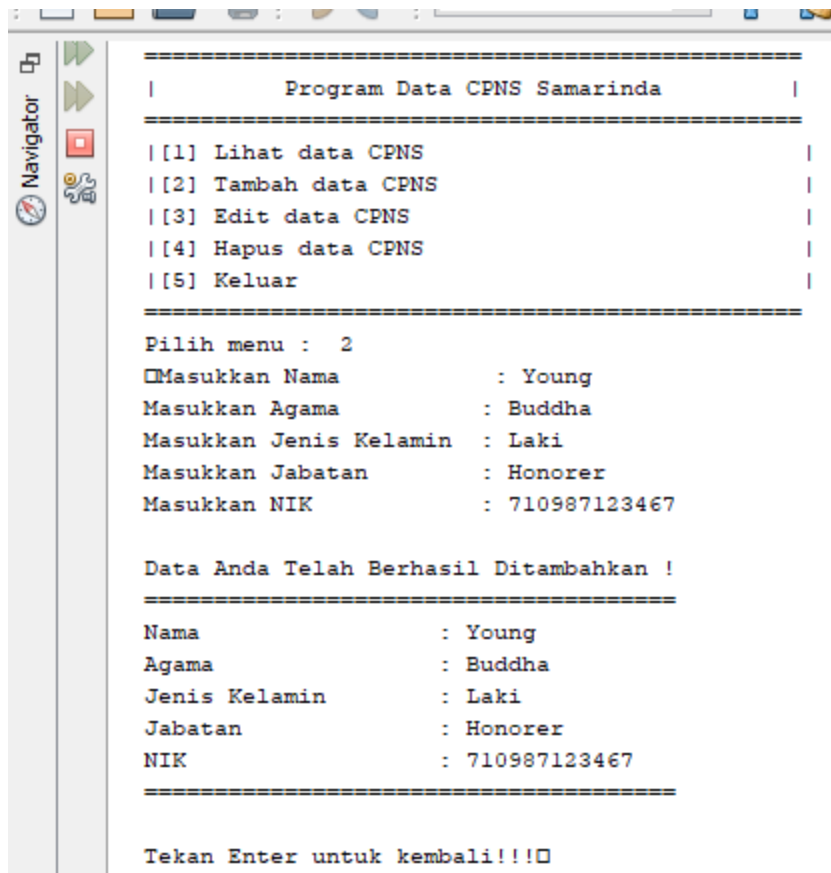 Navigator
==============================================
| Program Data CPNS Samarinda |
==============================================
|[1] Lihat data CPNS |
|[2] Tambah data CPNS |
|[3] Edit data CPNS |
|[4] Hapus data CPNS |
|[5] Keluar |
==============================================
Pilih menu : 2
□Masukkan Nama : Young
Masukkan Agama : Buddha
Masukkan Jenis Kelamin : Laki
Masukkan Jabatan : Honorer
Masukkan NIK : 710987123467
Data Anda Telah Berhasil Ditambahkan !
======================================
Nama : Young
Agama : Buddha
Jenis Kelamin : Laki
Jabatan : Honorer
NIK : 710987123467
======================================
Tekan Enter untuk kembali!!!□